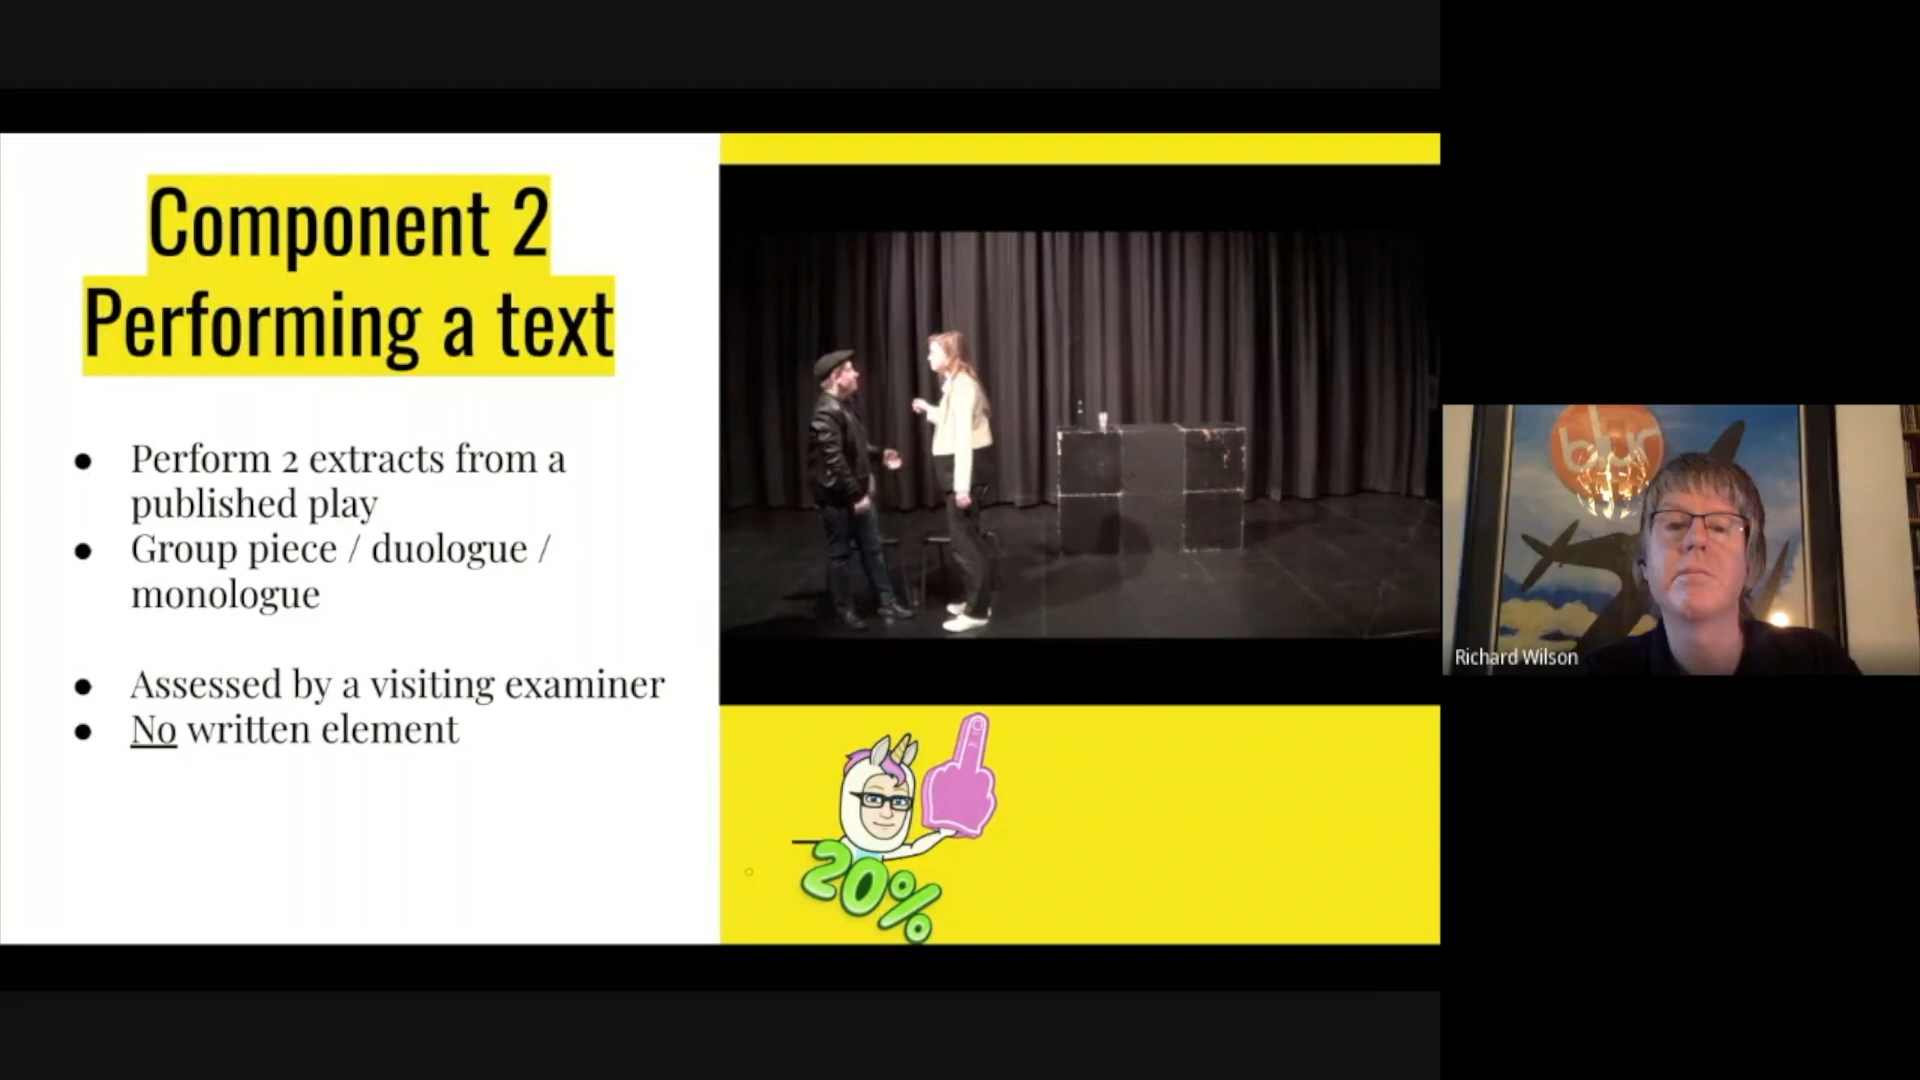 Component 2
Performing a text
● Perform 2 extracts from a
published play
● Group piece / duologue /
monologue
● Assessed by a visiting examiner
● No written element
20%
blur
Richard Wilson